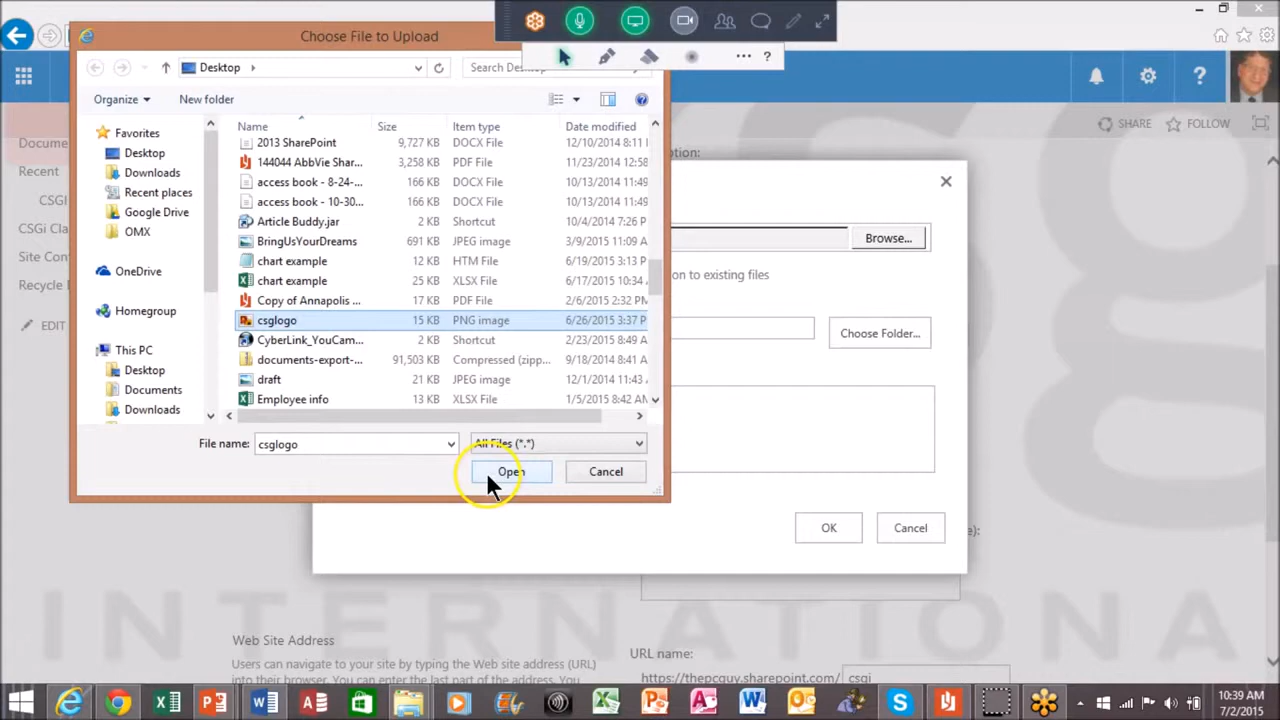 Choose File to Upload
Desktop
Search Desktop
Organize
New folder
?
Name
Size
Item type
Date modified
Favorites
Desktop
Downloads
Recent places
Google Drive
OMX
OneDrive
Homegroup
This PC
Desktop
Documents
Downloads
2013 SharePoint 9,727 KB DOCX File 12/10/2014 8:11
144044 AbbVie Shar... 3,258 KB PDF File 11/23/2014 12:58
access book - 8-24-... 166 KB DOCX File 10/13/2014 11:49
access book - 10-30... 166 KB DOCX File 10/13/2014 11:49
Article Buddy.jar 2 KB Shortcut 10/4/2014 7:26 P
BringUsYourDreams 691 KB JPEG image 3/9/2015 11:09 A
chart example 12 KB HTM File 6/19/2015 3:13 P
chart example 25 KB XLSX File 6/17/2015 10:34
Copy of Annapolis ... 17 KB PDF File 2/6/2015 2:32 PM
csglogo 15 KB PNG image 6/26/2015 3:37 P
CyberLink_YouCam... 2 KB Shortcut 2/23/2015 8:49
documents-export-... 91,503 KB Compressed (zipp... 9/18/2014 8:41 A
draft 21 KB JPEG image 12/1/2014 11:43
Employee info 13 KB XLSX File 1/5/2015 8:42 AM
File name: csglogo
All Files (*.*)
Open
Cancel
?
SHARE
FOLLOW
Docume
Recent
CSGi
CSGi Cla
Site Con
Recycle
EDIT
ption:
Browse...
on to existing files
Choose Folder...
OK
Cancel
e):
sg
INTERNATIONA
Web Site Address
Users can navigate to your site by typing the Web site address (URL)
into their browser. You can enter the last part of the address. You
URL name:
https://thepcguy.sharepoint.com/
csgi
10:39 AM
7/2/2015